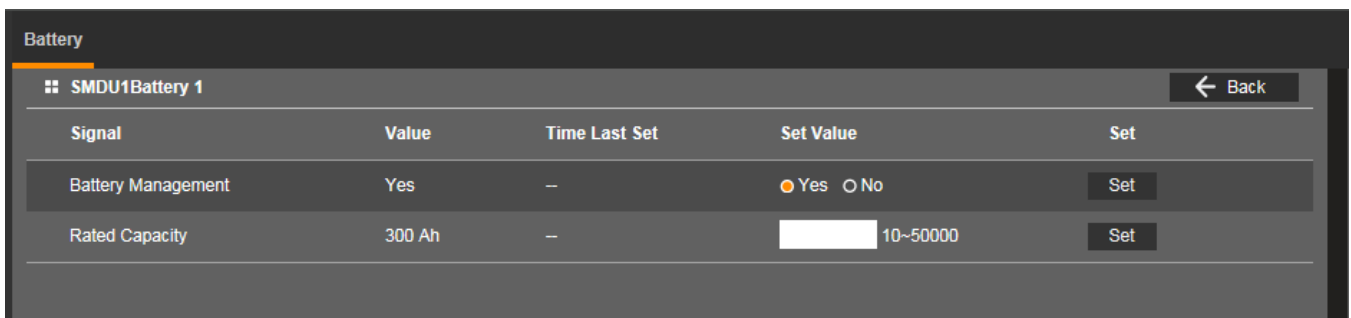 Battery
SMDU1Battery 1 Back
Signal Value Time Last Set Set Value Set
Battery Management Yes -- Yes No Set
Rated Capacity 300 Ah -- 10~50000 Set